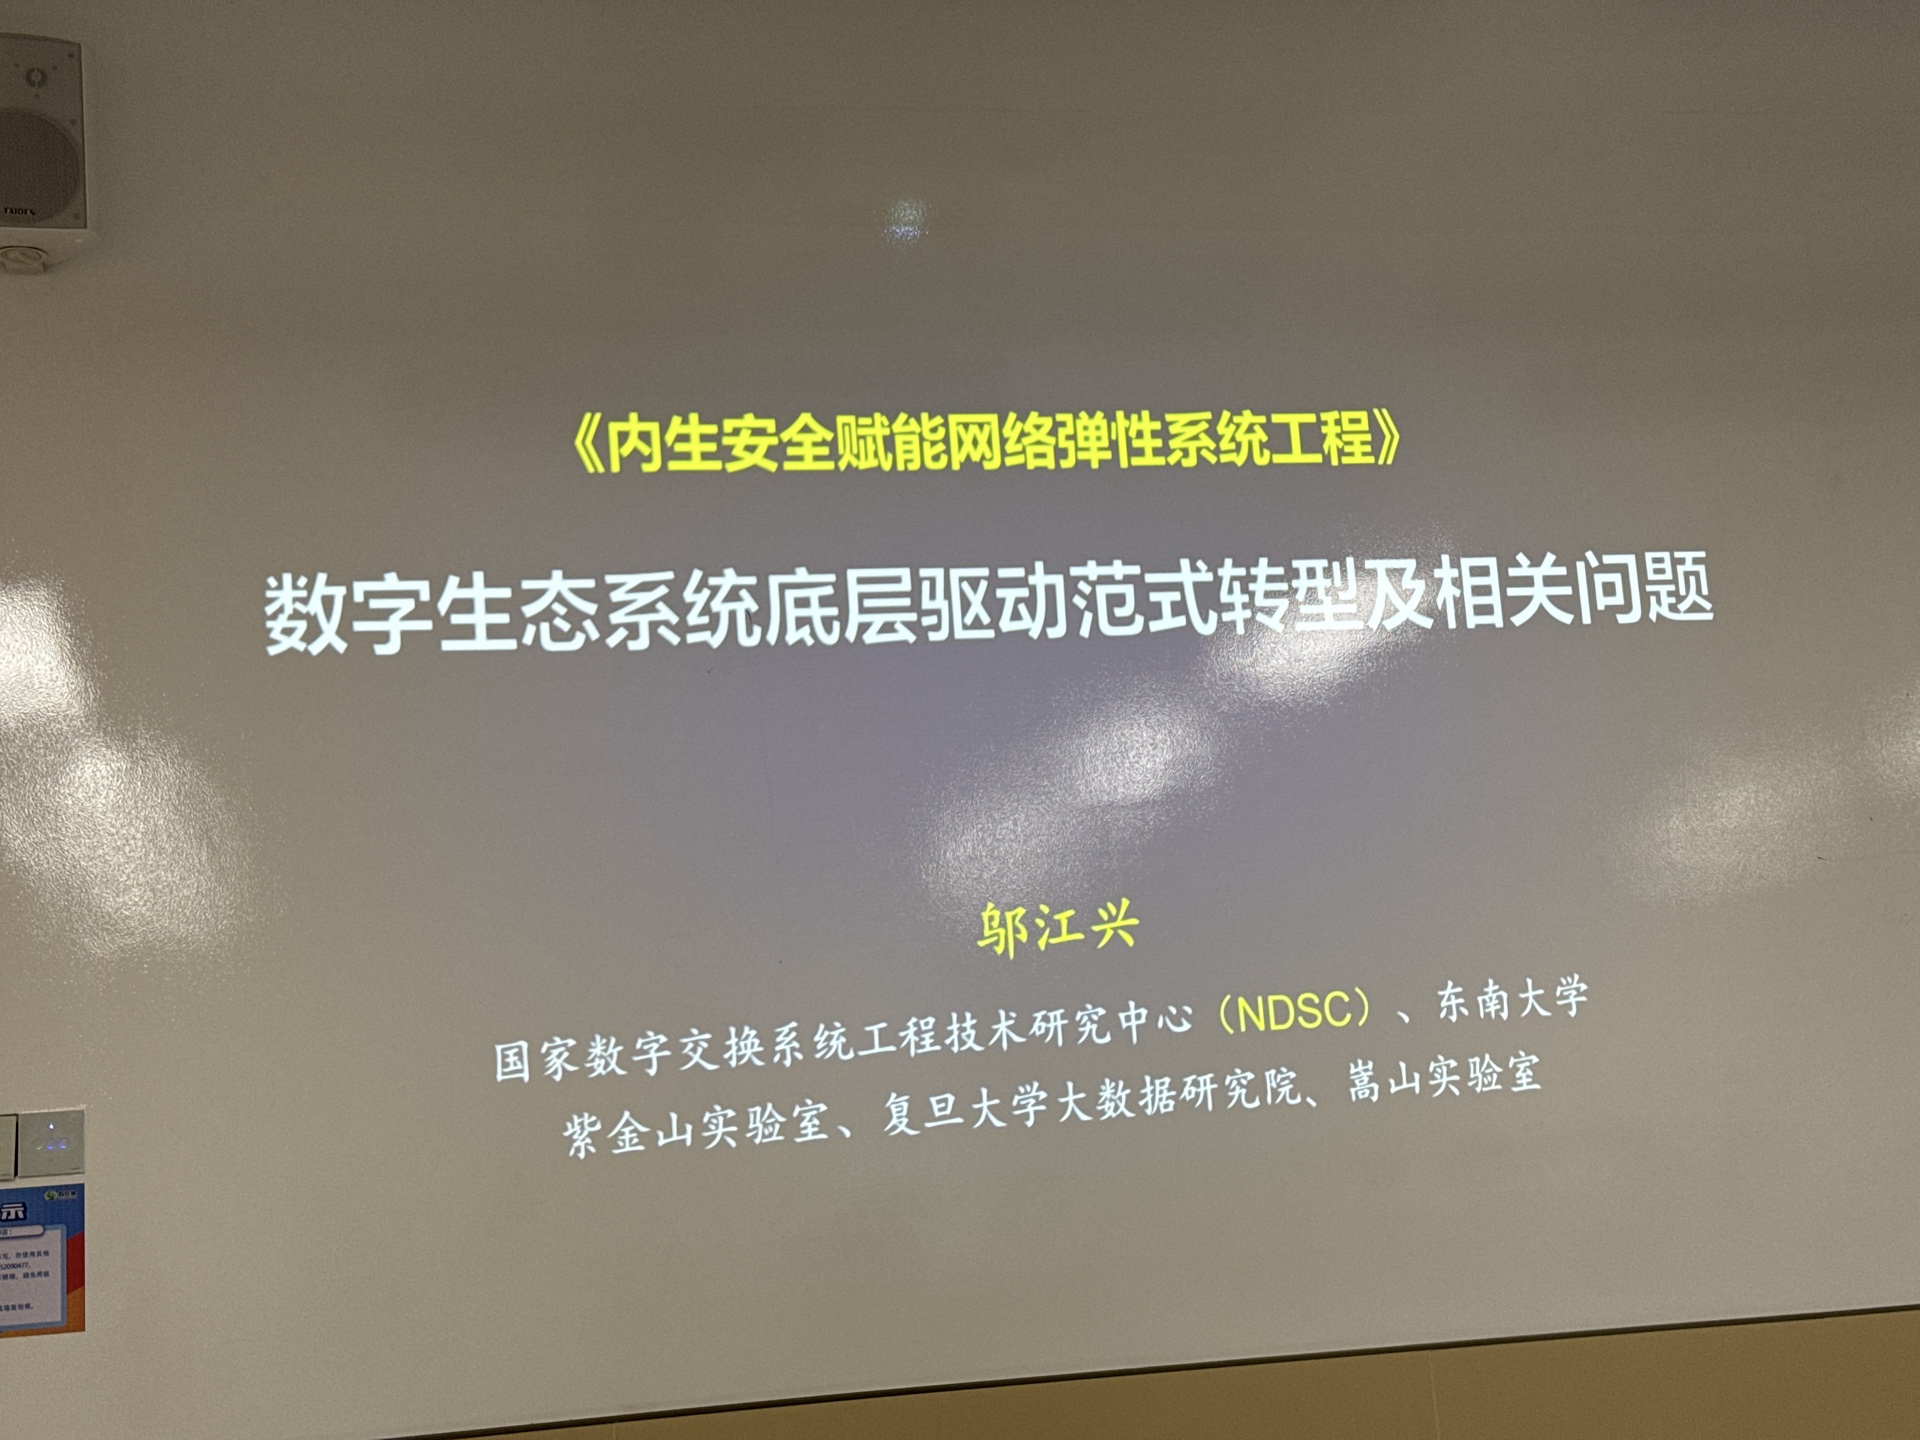 TAIDEN
《内生安全赋能网络弹性系统工程》
数字生态系统底层驱动范式转型及相关问题
邬江兴
国家数字交换系统工程技术研究中心（NDSC）、东南大学
紫金山实验室、复旦大学大数据研究院、嵩山实验室
示